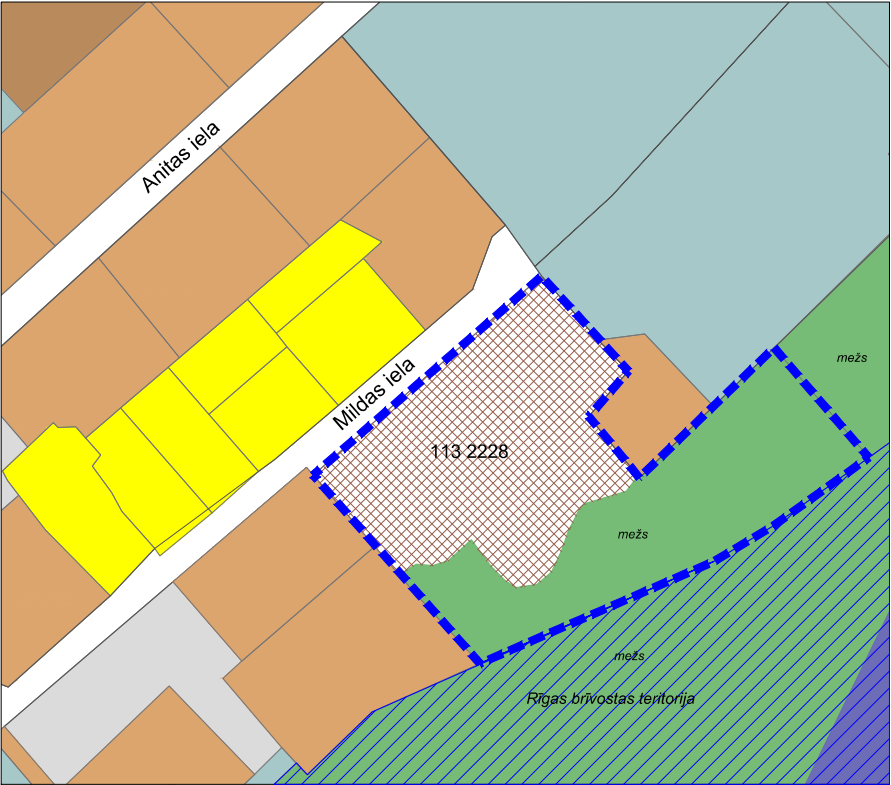 Anitas iela
mežs
Mildas iela
113 2228
mežs
mežs
Rīgas brīvostas teritorija